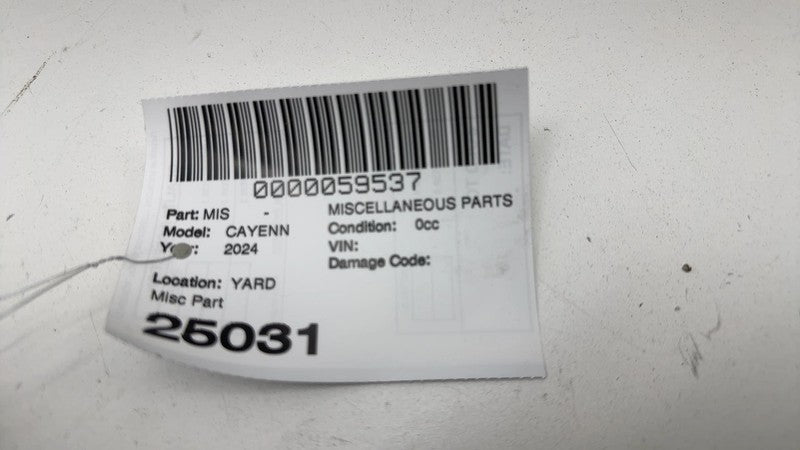 0000059537
Part: MIS - MISCELLANEOUS PARTS
Model: CAYENN Condition: 0cc
2024 VIN:
Damage Code:
Location: YARD
Misc Part
25031